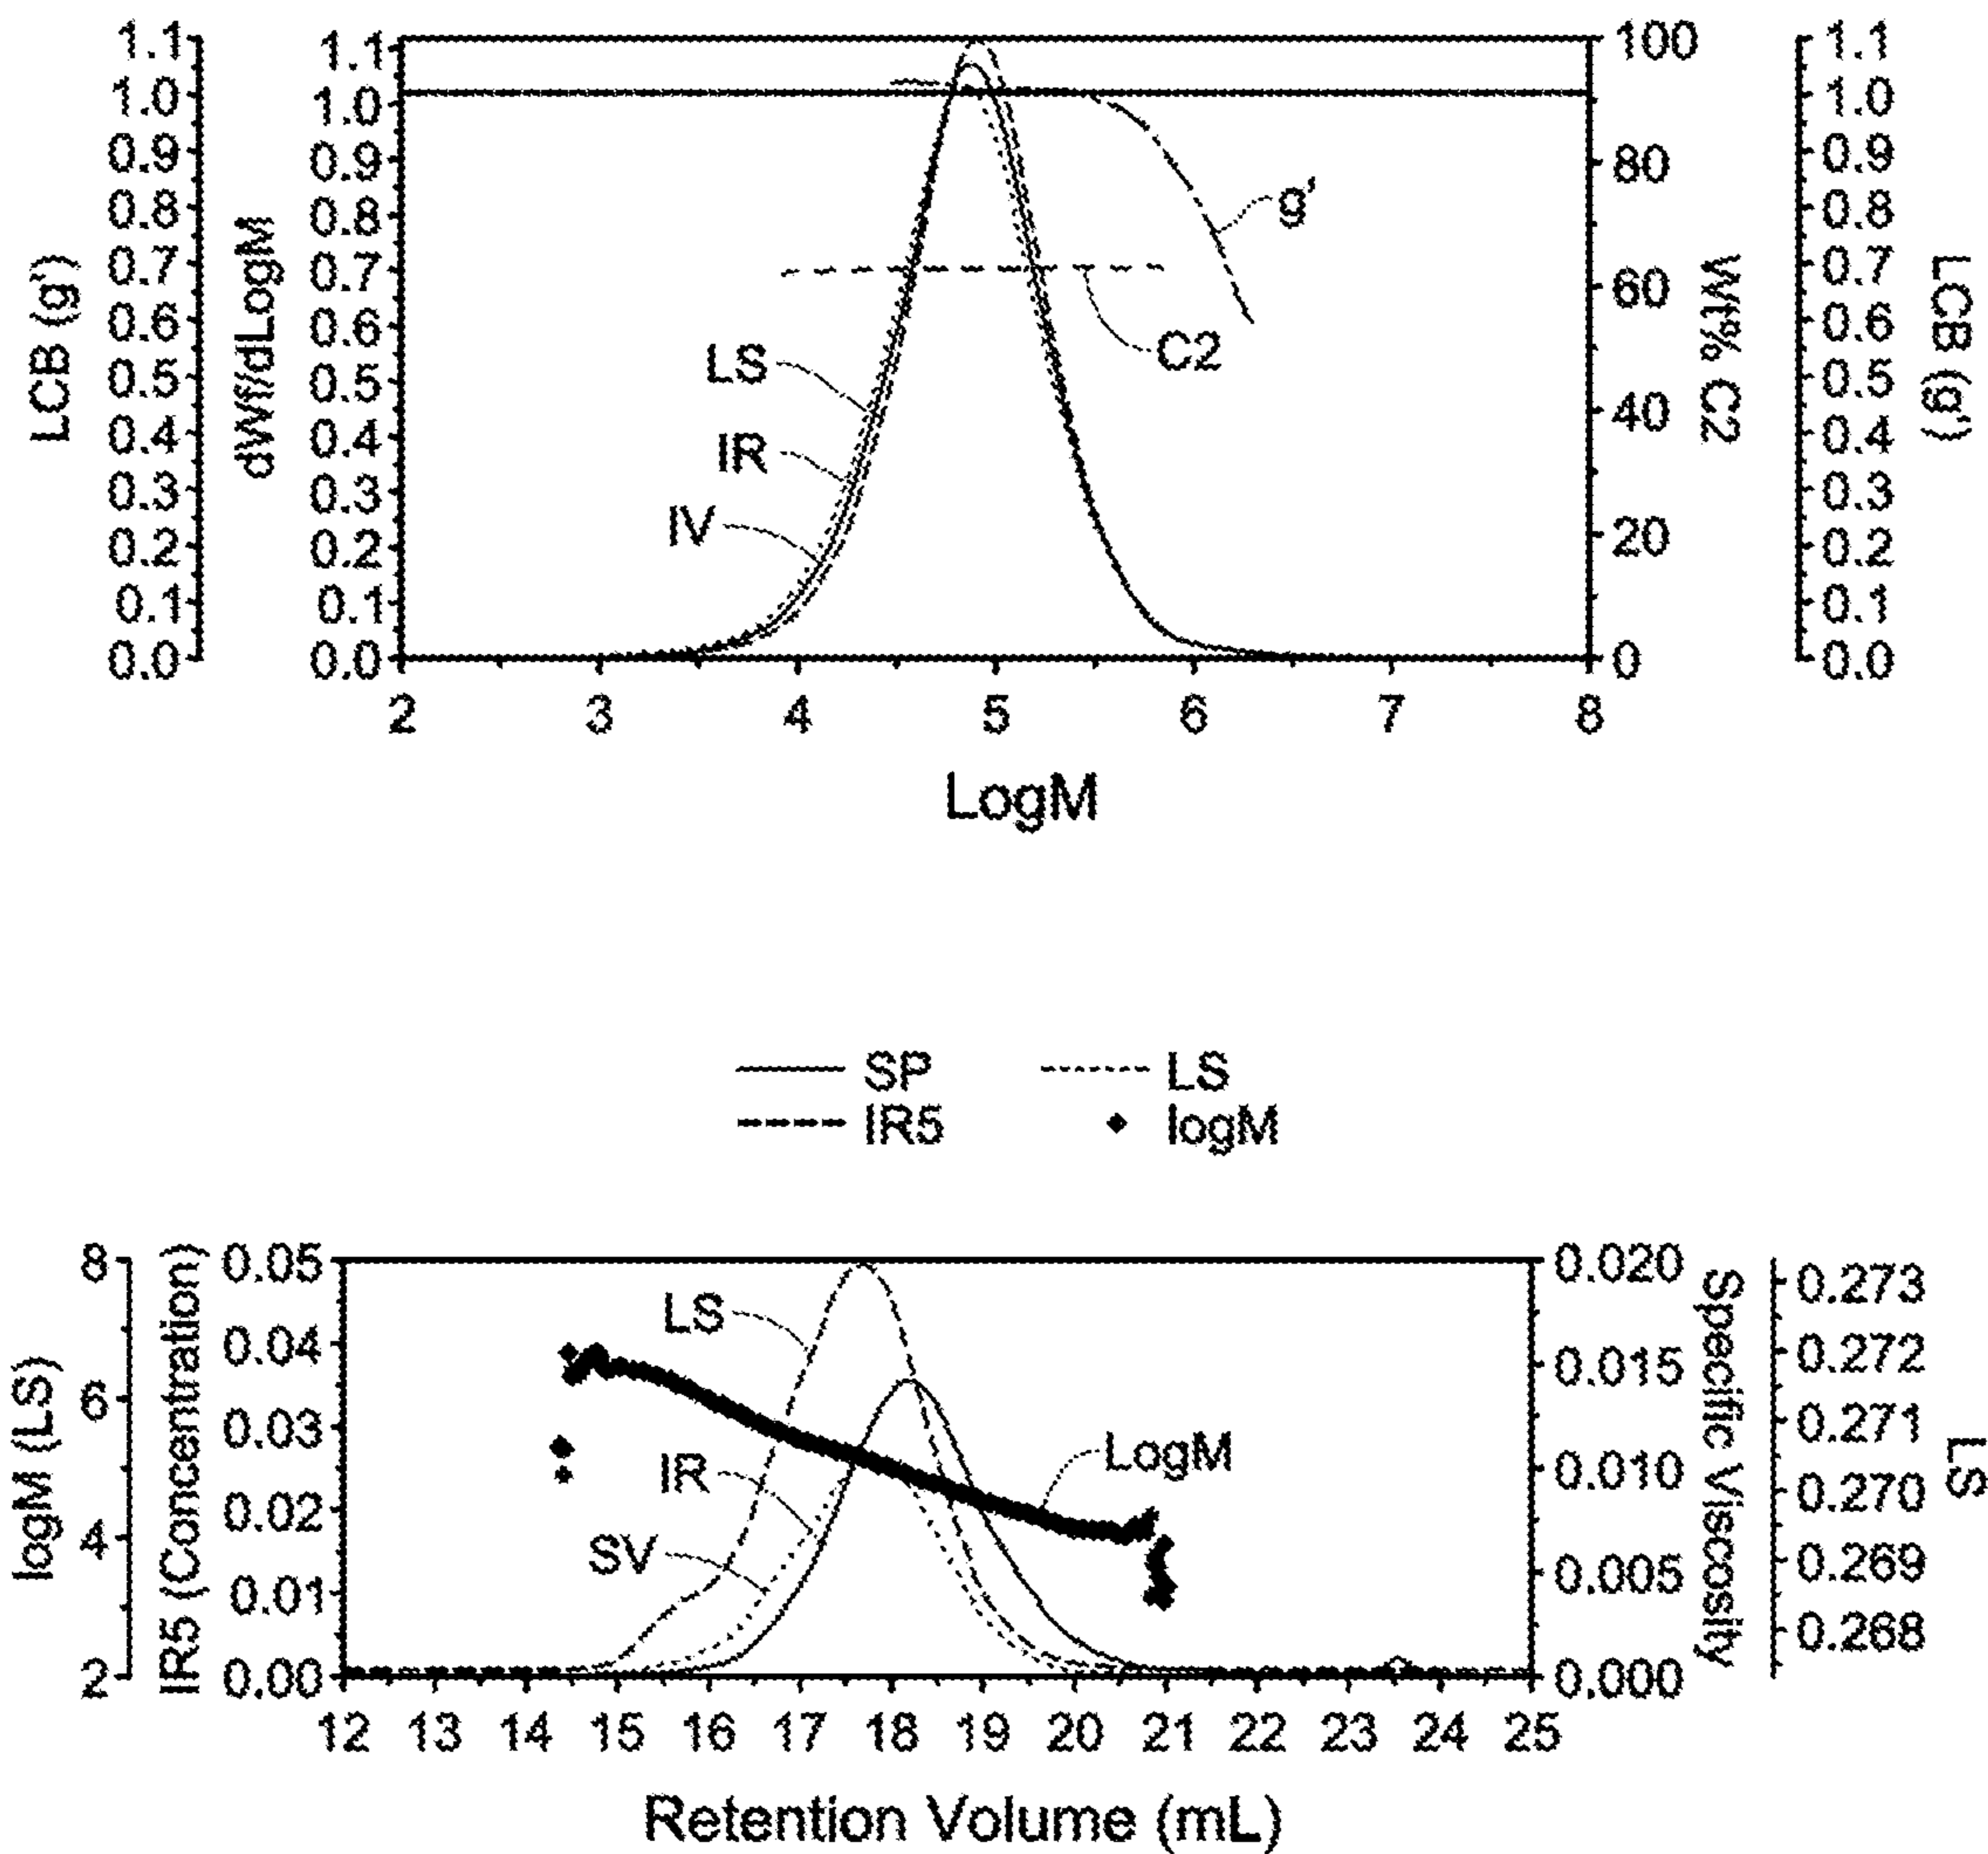 1.1 1.1 100 1.1
1.0 1.0 1.0
0.9 0.9 80 0.9
0.8 0.8 g' 0.8
0.7 0.7 0.7
LCB (g') dWf/dLogM 60 Wt% C2 LCB (g')
0.6 0.6 0.6
LS C2
0.5 0.5 0.5
0.4 0.4 40 0.4
IR
0.3 0.3 0.3
IV
0.2 0.2 20 0.2
0.1 0.1 0.1
0.0 0.0 0 0.0
2 3 4 5 6 7 8
LogM
SP LS
IR5 logM
8 0.05 0.020 0.273
LS
0.04 0.015 0.272
6 0.03 0.271
logM (LS) IR5 (Concentration) Specific Viscosity LS
IR LogM 0.010 0.270
0.02
4 SV 0.269
0.01 0.005 0.268
2 0.00 0.000
12 13 14 15 16 17 18 19 20 21 22 23 24 25
Retention Volume (mL)